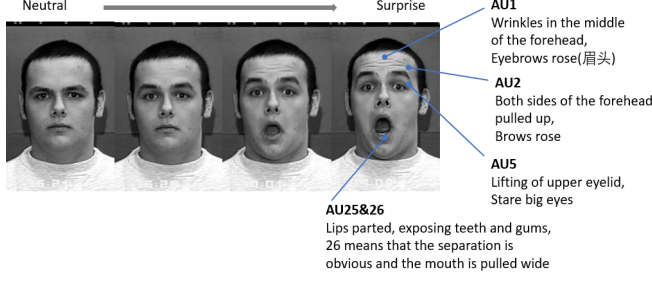 Neutral
Surprise
AU1
Wrinkles in the middle
of the forehead,
Eyebrows rose(眉头)
AU2
Both sides of the forehead
pulled up,
Brows rose
AU5
Lifting of upper eyelid,
Stare big eyes
AU25&26
Lips parted, exposing teeth and gums,
26 means that the separation is
obvious and the mouth is pulled wide